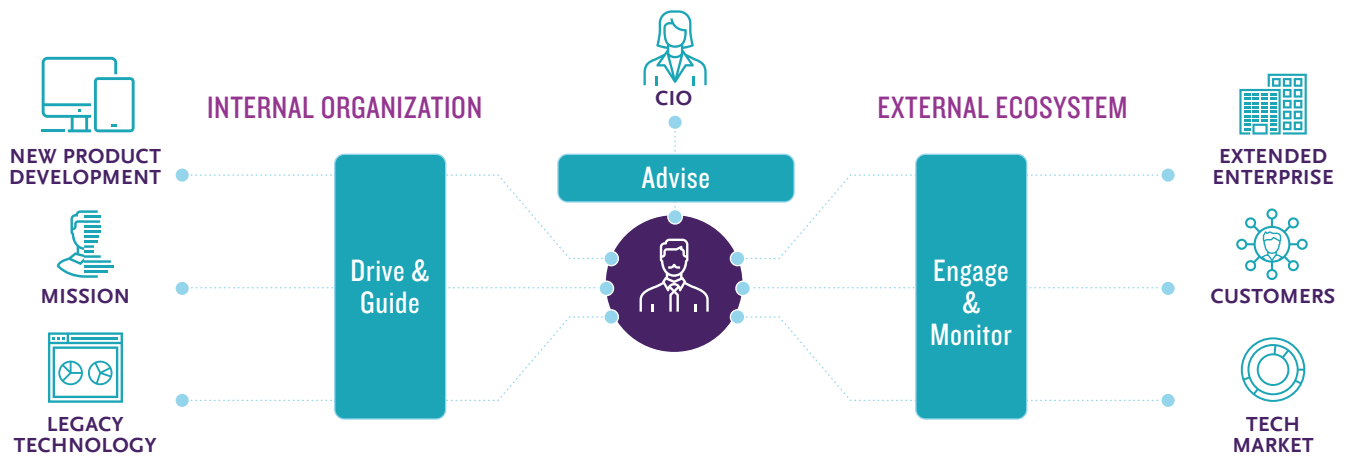 CIO
INTERNAL ORGANIZATION
EXTERNAL ECOSYSTEM
NEW PRODUCT
DEVELOPMENT
MISSION
LEGACY
TECHNOLOGY
Drive &
Guide
Advise
Engage
&
Monitor
EXTENDED
ENTERPRISE
CUSTOMERS
TECH
MARKET